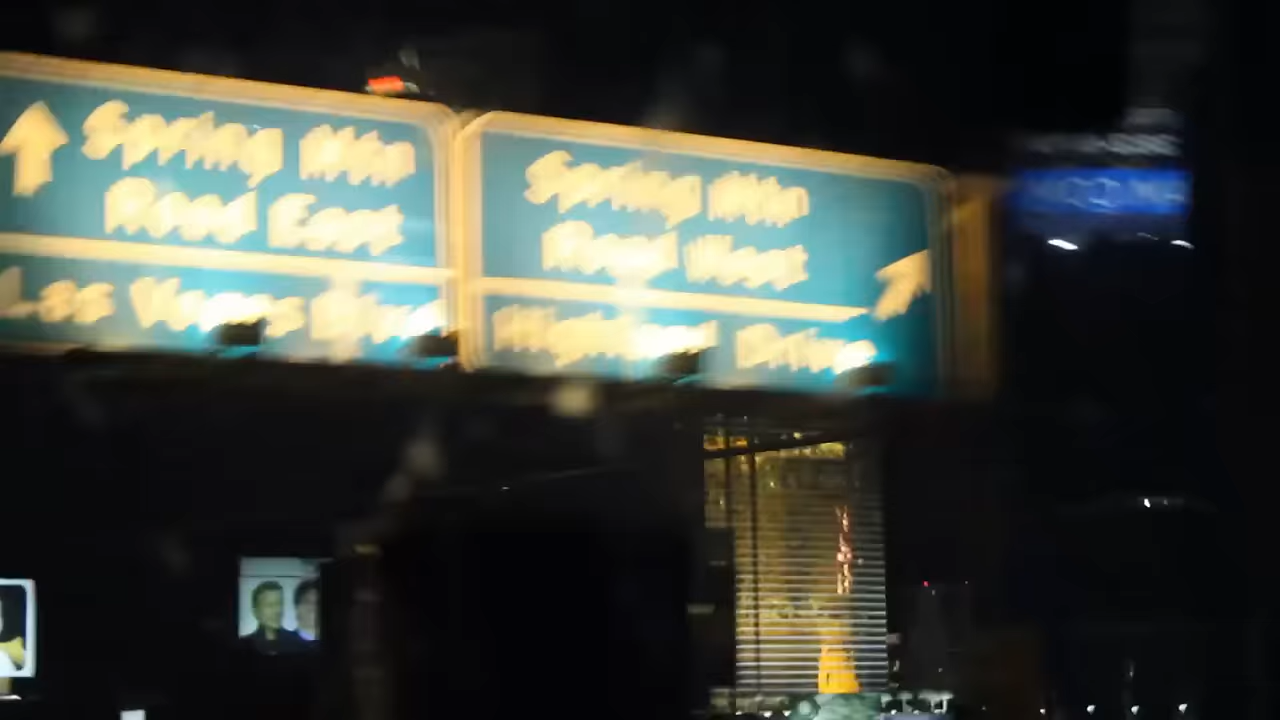 Spring Mtn
Road East
Las Vegas Blvd
Spring Mtn
Road West
Highland Drive